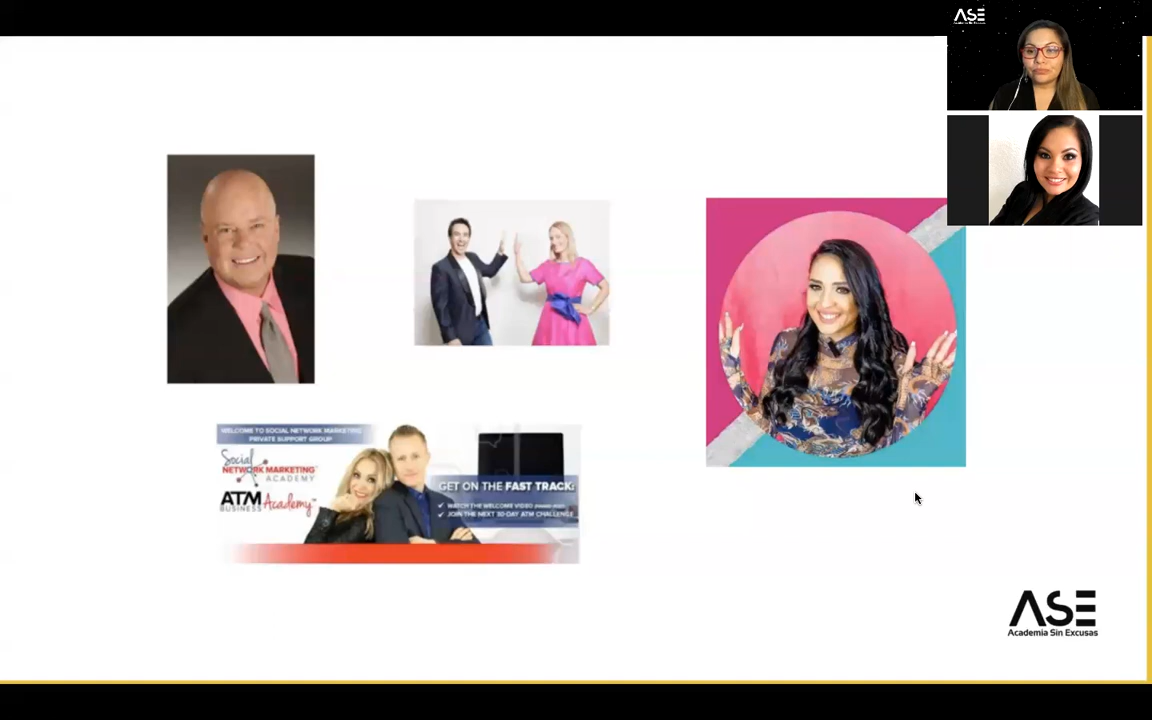 ASE
WELCOME TO SOCIAL NETWORK MARKETING
PRIVATE SUPPORT GROUP
Social
NETWORK MARKETING
ACADEMY
ATM Academy™
BUSINESS
GET ON THE FAST TRACK:
✓ WATCH THE WELCOME VIDEO
✓ JOIN THE NEXT 30-DAY ATM CHALLENGE
ASE
Academia Sin Excusas